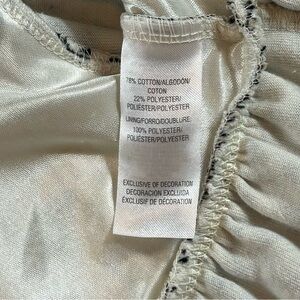 78% COTTON/ALGODÓN/
COTON
22% POLYESTER/
POLIÉSTER/POLYESTER
LINING/FORRO/DOUBLURE:
100% POLYESTER/
POLIÉSTER/POLYESTER
EXCLUSIVE OF DECORATION
DECORACIÓN EXCLUIDA
EXCLUSIF DE DÉCORATION